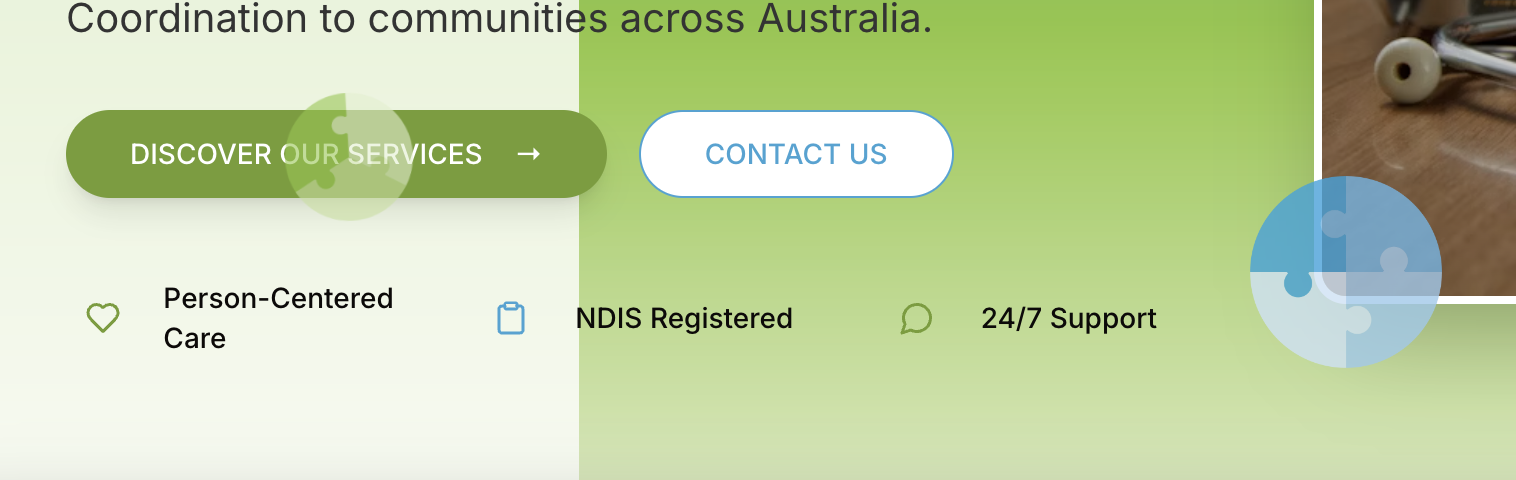 Coordination to communities across Australia.
DISCOVER OUR SERVICES →
CONTACT US
Person-Centered
Care
NDIS Registered
24/7 Support